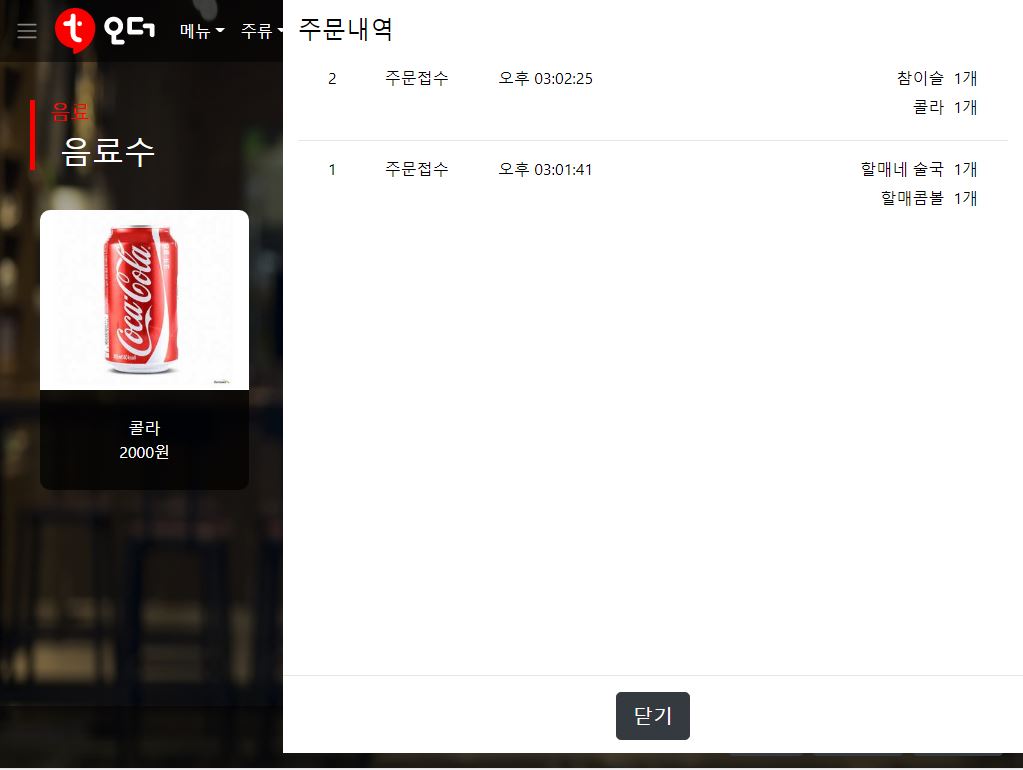 t 오더
메뉴 주류
음료
음료수
Coca-Cola
콜라
2000원
주문내역
2 주문접수 오후 03:02:25 참이슬 1개
콜라 1개
1 주문접수 오후 03:01:41 할매네 술국 1개
할매콤볼 1개
닫기